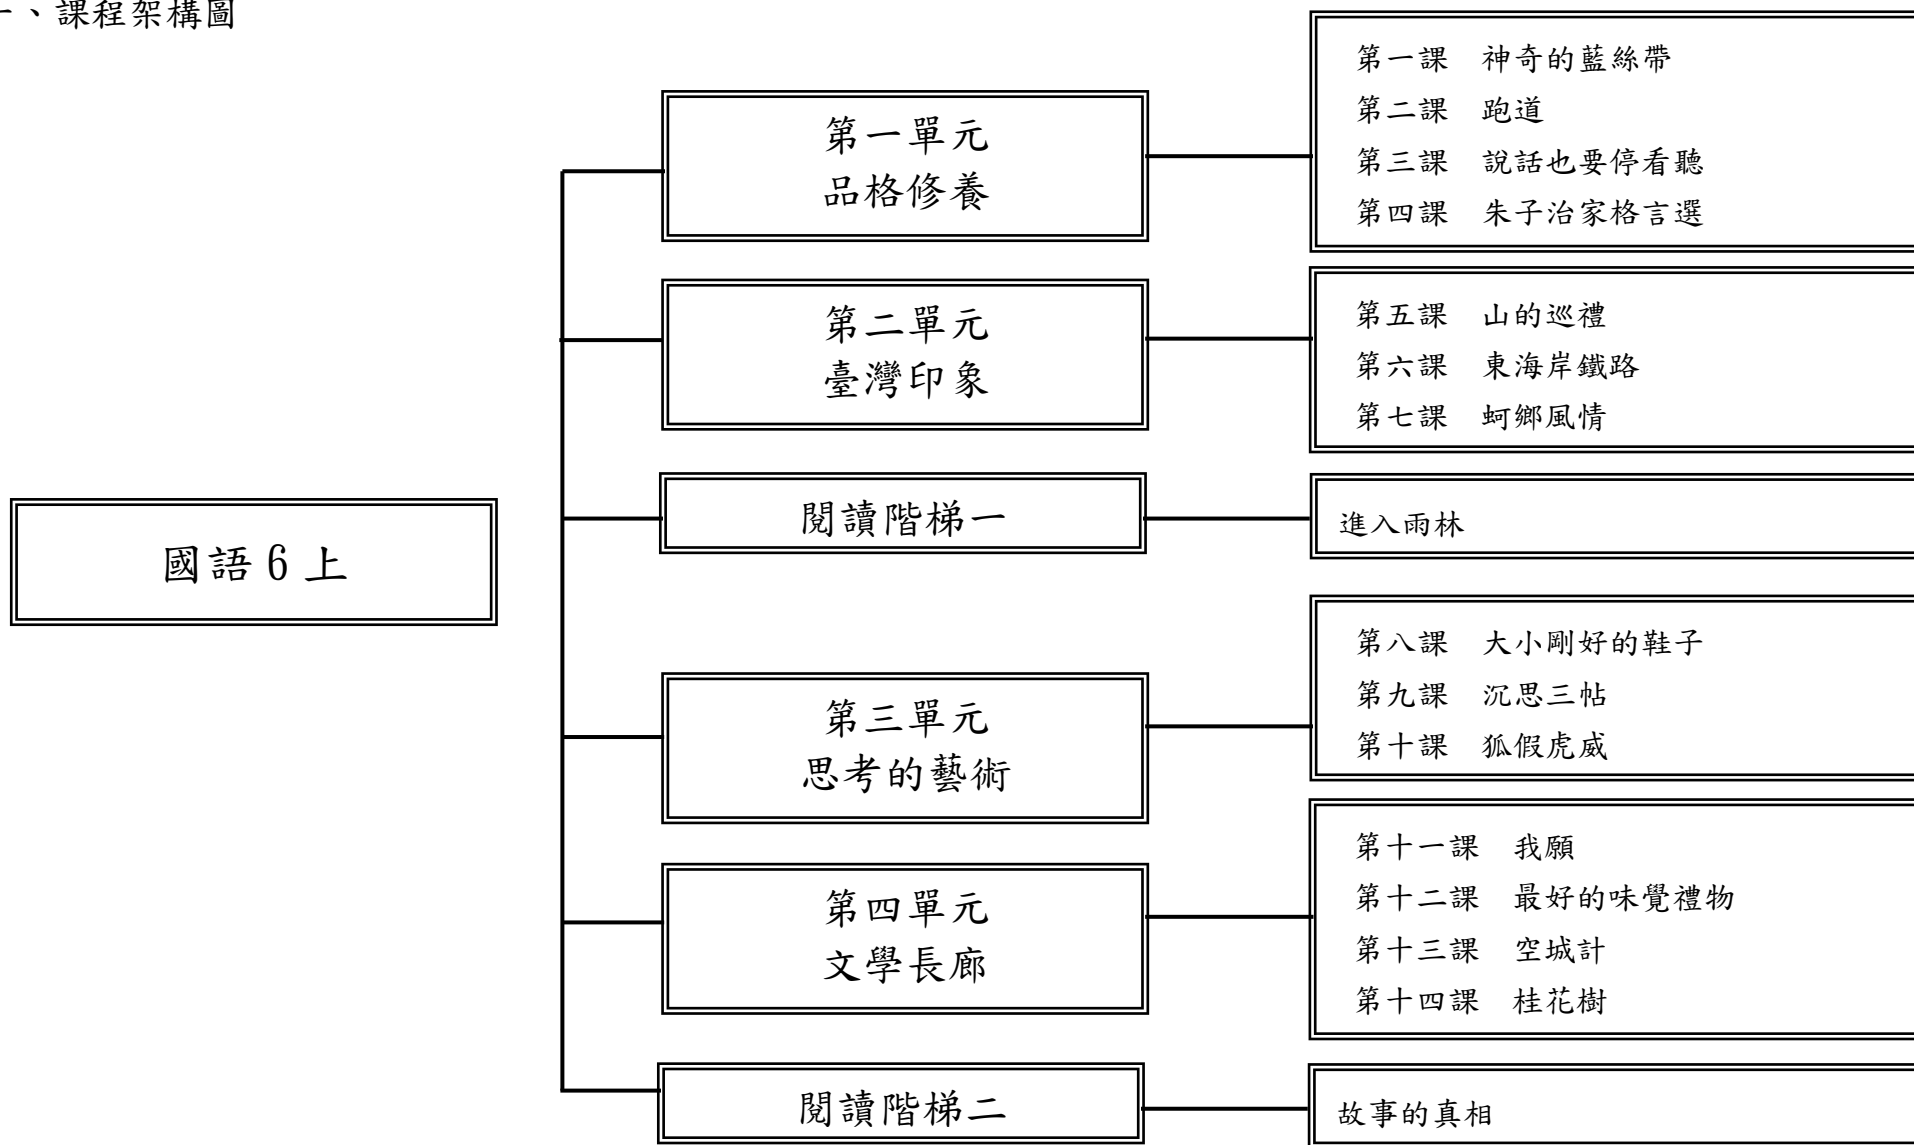 一、課程架構圖
國語6上
第一單元
品格修養
第一課 神奇的藍絲帶
第二課 跑道
第三課 說話也要停看聽
第四課 朱子治家格言選
第二單元
臺灣印象
第五課 山的巡禮
第六課 東海岸鐵路
第七課 蚵鄉風情
閱讀階梯一
進入雨林
第三單元
思考的藝術
第八課 大小剛好的鞋子
第九課 沉思三帖
第十課 狐假虎威
第四單元
文學長廊
第十一課 我願
第十二課 最好的味覺禮物
第十三課 空城計
第十四課 桂花樹
閱讀階梯二
故事的真相